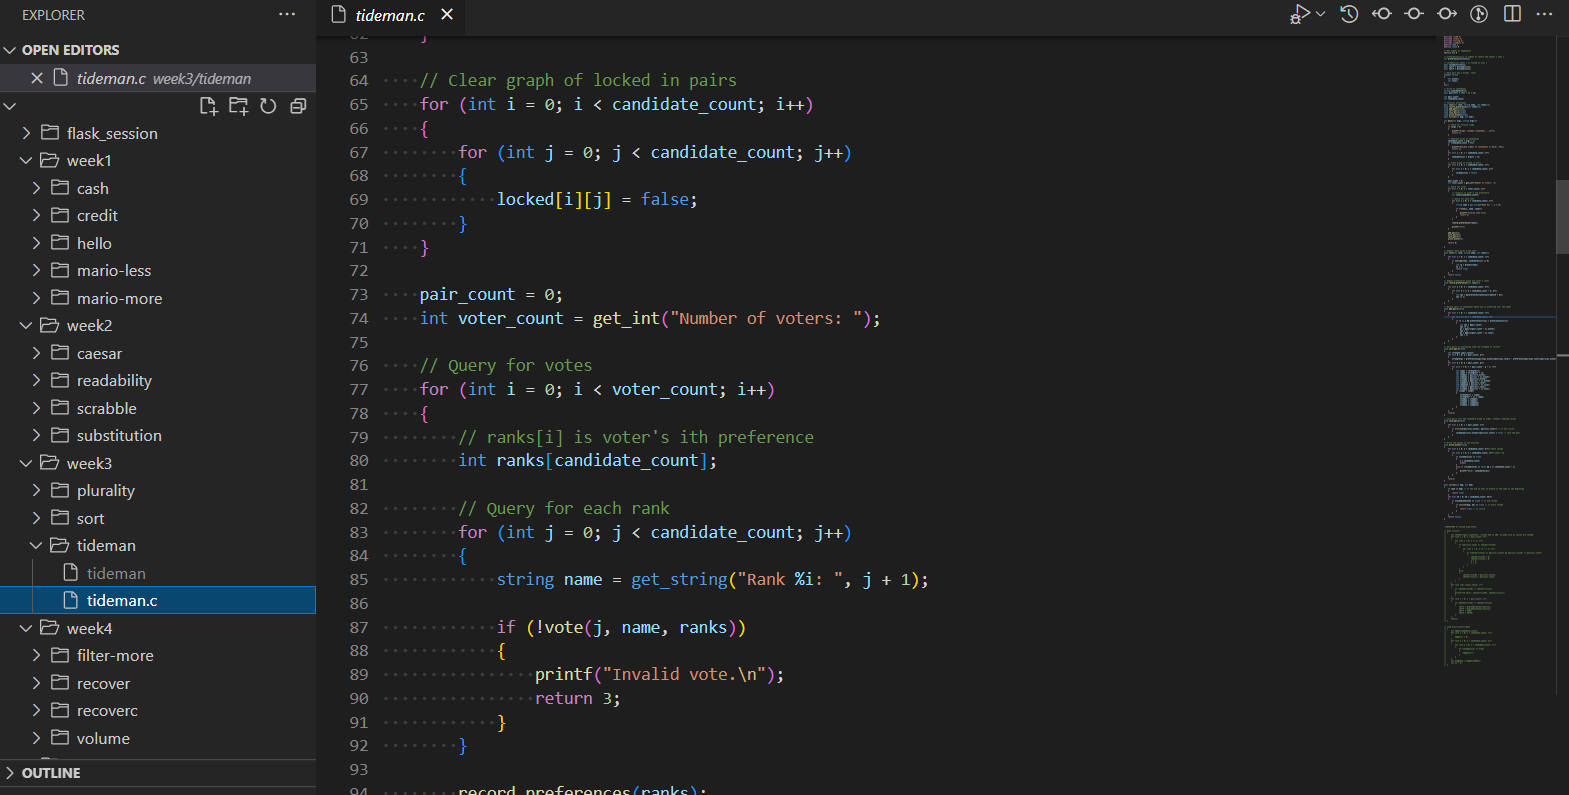 EXPLORER
OPEN EDITORS
tideman.c week3/tideman
flask_session
week1
cash
credit
hello
mario-less
mario-more
week2
caesar
readability
scrabble
substitution
week3
plurality
sort
tideman
tideman
tideman.c
week4
filter-more
recover
recoverc
volume
OUTLINE
tideman.c
62 }
63
64 // Clear graph of locked in pairs
65 for (int i = 0; i < candidate_count; i++)
66 {
67 for (int j = 0; j < candidate_count; j++)
68 {
69 locked[i][j] = false;
70 }
71 }
72
73 pair_count = 0;
74 int voter_count = get_int("Number of voters: ");
75
76 // Query for votes
77 for (int i = 0; i < voter_count; i++)
78 {
79 // ranks[i] is voter's ith preference
80 int ranks[candidate_count];
81
82 // Query for each rank
83 for (int j = 0; j < candidate_count; j++)
84 {
85 string name = get_string("Rank %i: ", j + 1);
86
87 if (!vote(j, name, ranks))
88 {
89 printf("Invalid vote.\n");
90 return 3;
91 }
92 }
93
94 record_preferences(ranks);